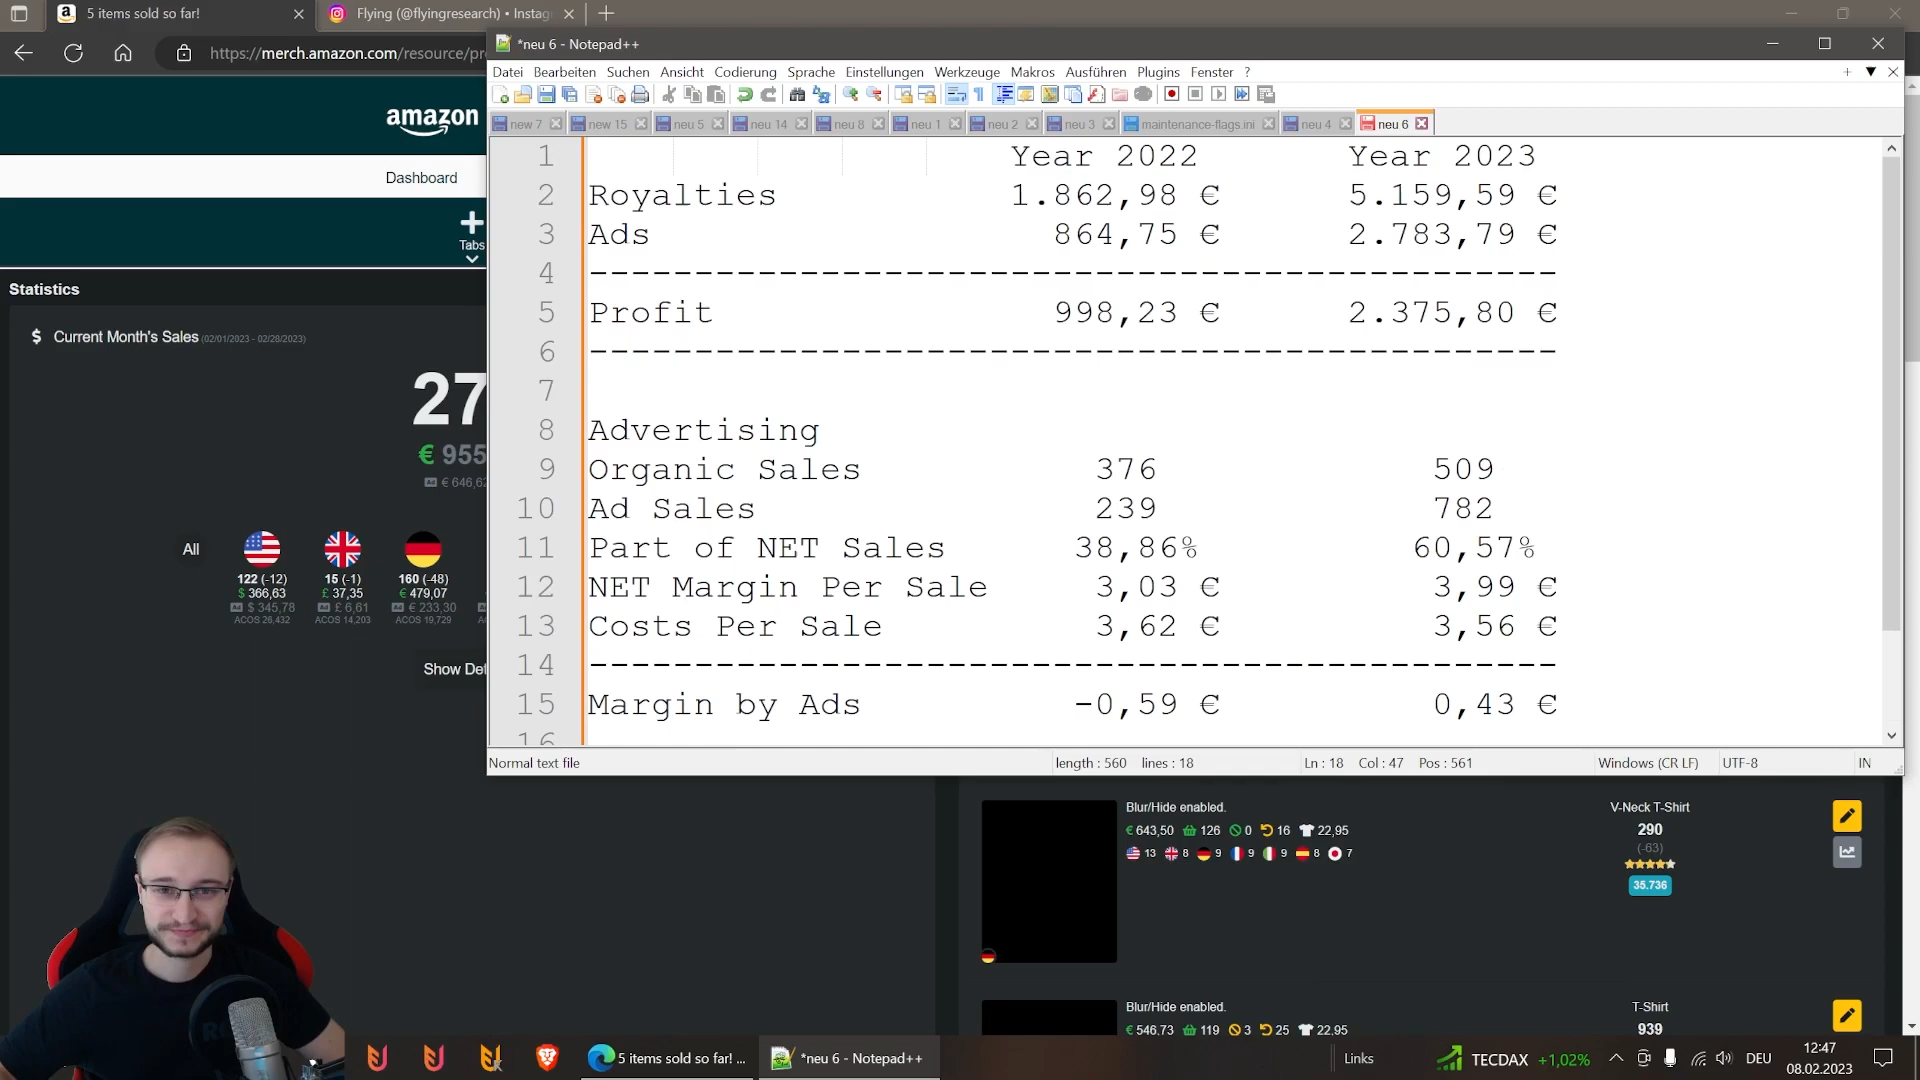 5 items sold so far!
Flying (@flyingresearch) • Instag
https://merch.amazon.com/resource/pr
*neu 6 - Notepad++
Datei Bearbeiten Suchen Ansicht Codierung Sprache Einstellungen Werkzeuge Makros Ausführen Plugins Fenster ?
new 7 new 15 neu 5 neu 14 neu 8 neu 1 neu 2 neu 3 maintenance-flags.ini neu 4 neu 6
amazon
Dashboard
Tabs
Statistics
$ Current Month's Sales (02/01/2023 - 02/28/2023)
27
€ 955
Ad € 646,62
All
122 (-12) 15 (-1) 160 (-48)
$ 366,63 £ 37,35 € 479,07
Ad $ 345,78 Ad £ 6,61 Ad € 233,30
ACOS 26,432 ACOS 14,203 ACOS 19,729
Show Det
1 Year 2022 Year 2023
2 Royalties 1.862,98 € 5.159,59 €
3 Ads 864,75 € 2.783,79 €
4 ----------------------------------------------
5 Profit 998,23 € 2.375,80 €
6 ----------------------------------------------
7
8 Advertising
9 Organic Sales 376 509
10 Ad Sales 239 782
11 Part of NET Sales 38,86% 60,57%
12 NET Margin Per Sale 3,03 € 3,99 €
13 Costs Per Sale 3,62 € 3,56 €
14 ----------------------------------------------
15 Margin by Ads -0,59 € 0,43 €
16
Normal text file length : 560 lines : 18 Ln : 18 Col : 47 Pos : 561 Windows (CR LF) UTF-8 IN
Blur/Hide enabled.
€ 643,50 126 0 16 22,95
13 8 9 9 9 8 7
V-Neck T-Shirt
290
(-63)
35.736
Blur/Hide enabled.
€ 546,73 119 3 25 22,95
T-Shirt
939
5 items sold so far! ...
*neu 6 - Notepad++
Links
TECDAX +1,02%
DEU
12:47
08.02.2023